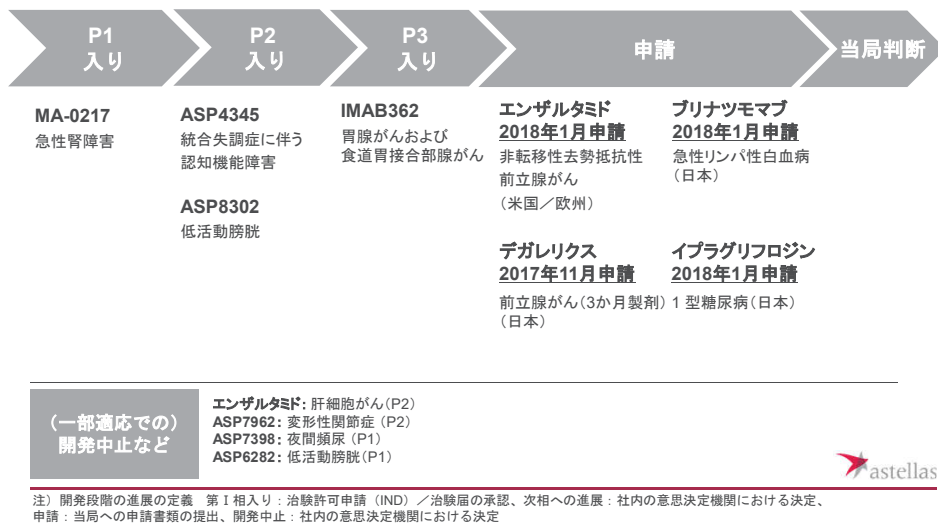 P1
入り
P2
入り
P3
入り
申請
当局判断
MA-0217
急性腎障害
ASP4345
統合失調症に伴う
認知機能障害
ASP8302
低活動膀胱
IMAB362
胃腺がんおよび
食道胃接合部腺がん
エンザルタミド
2018年1月申請
非転移性去勢抵抗性
前立腺がん
（米国／欧州）
ブリナツモマブ
2018年1月申請
急性リンパ性白血病
（日本）
デガレリクス
2017年11月申請
前立腺がん（3か月製剤）
（日本）
イプラグリフロジン
2018年1月申請
1 型糖尿病（日本）
（一部適応での）
開発中止など
エンザルタミド: 肝細胞がん（P2）
ASP7962: 変形性関節症 （P2）
ASP7398: 夜間頻尿 （P1）
ASP6282: 低活動膀胱（P1）
astellas
注）開発段階の進展の定義　第Ⅰ相入り：治験許可申請（IND）／治験届の承認、次相への進展：社内の意思決定機関における決定、
申請：当局への申請書類の提出、開発中止：社内の意思決定機関における決定